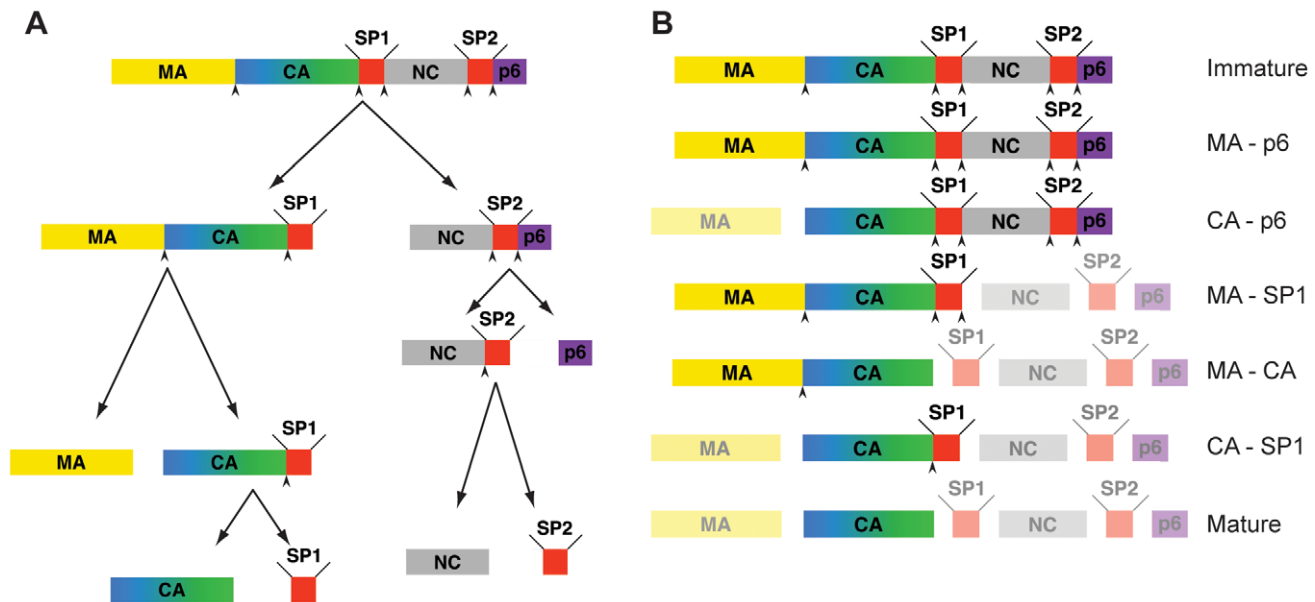 A
SP1 SP2
MA CA NC p6
SP1 SP2
MA CA NC p6
SP2
NC p6
SP1
MA CA
SP2
NC
SP1
CA
B
SP1 SP2
MA CA NC p6 Immature
SP1 SP2
MA CA NC p6 MA - p6
SP1 SP2
MA CA NC p6 CA - p6
SP1 SP2
MA CA NC p6 MA - SP1
SP1 SP2
MA CA NC p6 MA - CA
SP1 SP2
MA CA NC p6 CA - SP1
SP1 SP2
MA CA NC p6 Mature